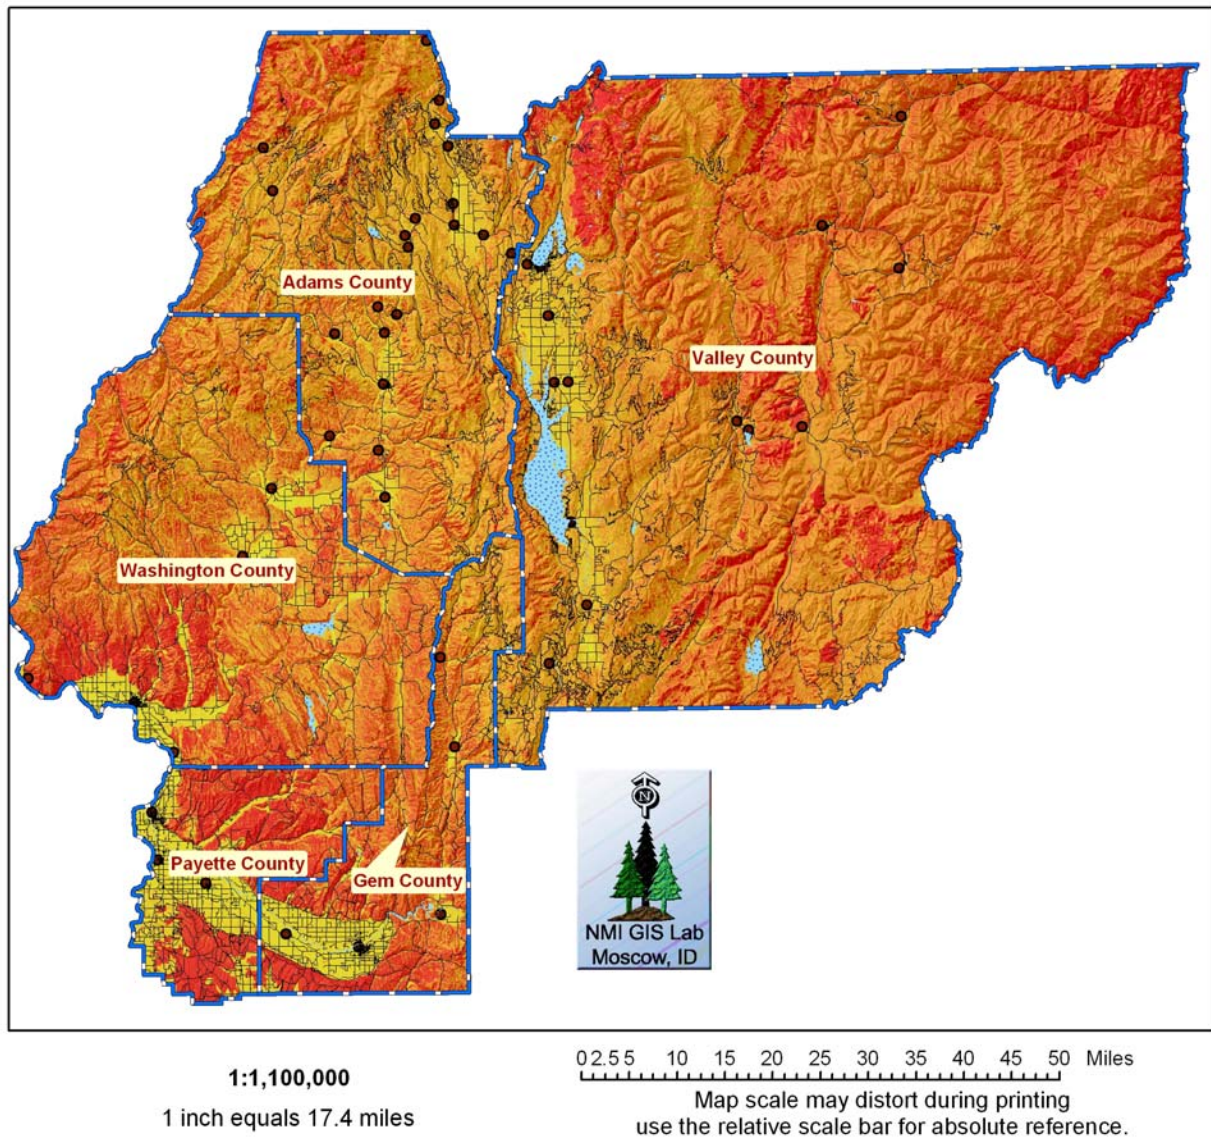 Adams County
Valley County
Washington County
Payette County
Gem County
N
NMI GIS Lab
Moscow, ID
1:1,100,000
1 inch equals 17.4 miles
0 2.5 5 10 15 20 25 30 35 40 45 50 Miles
Map scale may distort during printing
use the relative scale bar for absolute reference.